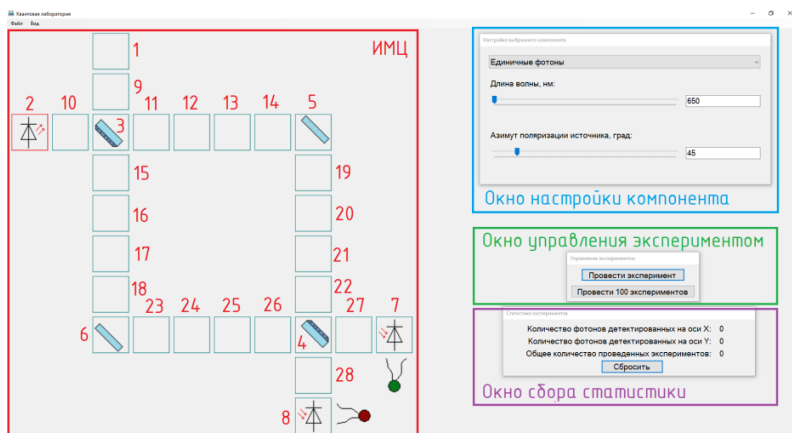 Квантовая лаборатория
Файл Вид
1
ИМЦ
9
2 10 3 11 12 13 14 5
15 19
16 20
17 21
18 22
23 24 25 26 27 7
6 4
28
8
Настройка выбранного компонента
Единичные фотоны
Длина волны, нм:
650
Азимут поляризации источника, град:
45
Окно настройки компонента
Окно управления экспериментом
Управление экспериментом
Провести эксперимент
Провести 100 экспериментов
Статистика экспериментов
Количество фотонов детектированных на оси X: 0
Количество фотонов детектированных на оси Y: 0
Общее количество проведенных экспериментов: 0
Сбросить
Окно сбора статистики